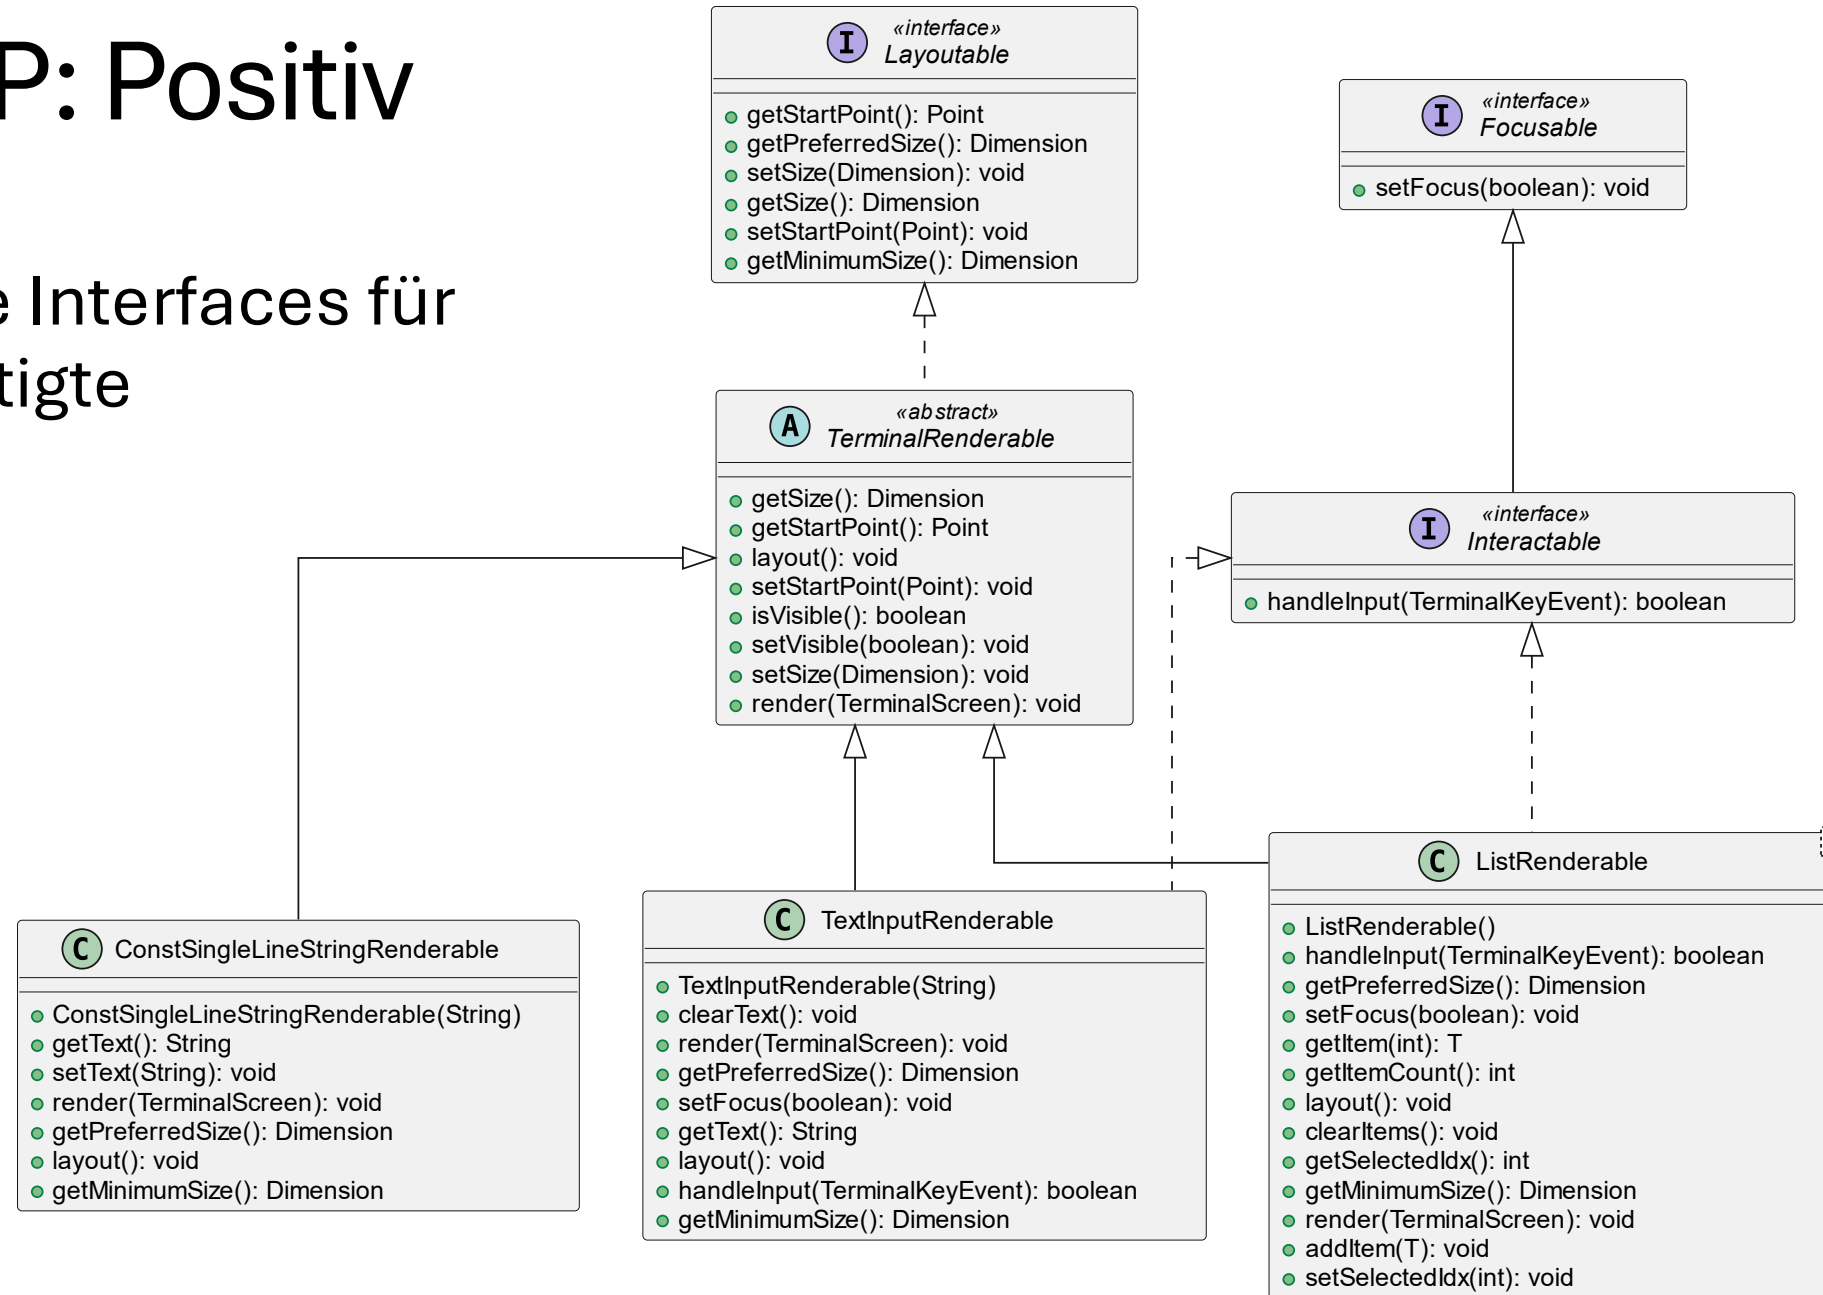 P: Positiv
e Interfaces für
tigte
I
«interface»
Layoutable
getStartPoint(): Point
getPreferredSize(): Dimension
setSize(Dimension): void
getSize(): Dimension
setStartPoint(Point): void
getMinimumSize(): Dimension
I
«interface»
Focusable
setFocus(boolean): void
A
«abstract»
TerminalRenderable
getSize(): Dimension
getStartPoint(): Point
layout(): void
setStartPoint(Point): void
isVisible(): boolean
setVisible(boolean): void
setSize(Dimension): void
render(TerminalScreen): void
I
«interface»
Interactable
handleInput(TerminalKeyEvent): boolean
C ConstSingleLineStringRenderable
ConstSingleLineStringRenderable(String)
getText(): String
setText(String): void
render(TerminalScreen): void
getPreferredSize(): Dimension
layout(): void
getMinimumSize(): Dimension
C TextInputRenderable
TextInputRenderable(String)
clearText(): void
render(TerminalScreen): void
getPreferredSize(): Dimension
setFocus(boolean): void
getText(): String
layout(): void
handleInput(TerminalKeyEvent): boolean
getMinimumSize(): Dimension
C ListRenderable
ListRenderable()
handleInput(TerminalKeyEvent): boolean
getPreferredSize(): Dimension
setFocus(boolean): void
getItem(int): T
getItemCount(): int
layout(): void
clearItems(): void
getSelectedIdx(): int
getMinimumSize(): Dimension
render(TerminalScreen): void
addItem(T): void
setSelectedIdx(int): void